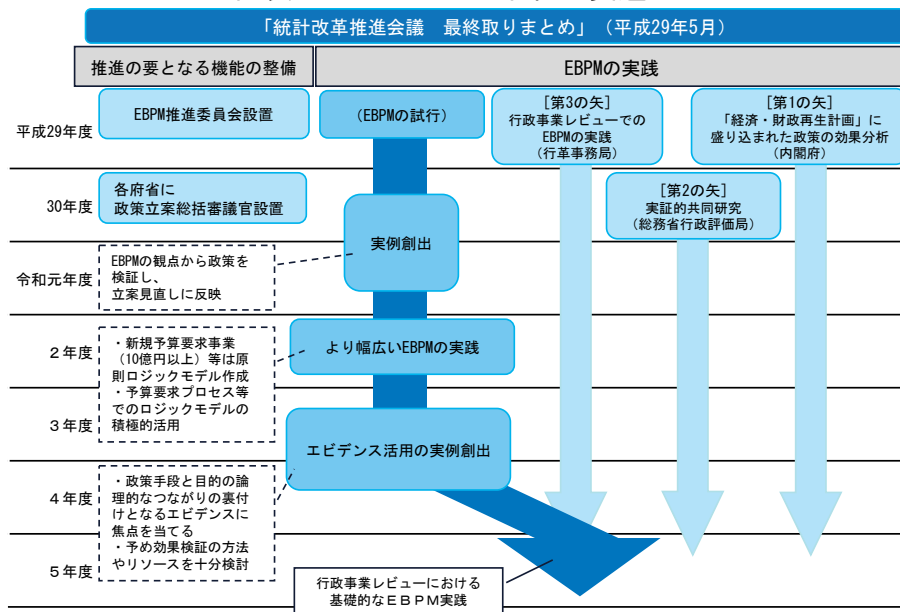 「統計改革推進会議　最終取りまとめ」（平成29年5月）
推進の要となる機能の整備
EBPMの実践
平成29年度
EBPM推進委員会設置
（EBPMの試行）
［第3の矢］
行政事業レビューでの
EBPMの実践
（行革事務局）
［第1の矢］
「経済・財政再生計画」に
盛り込まれた政策の効果分析
（内閣府）
30年度
各府省に
政策立案総括審議官設置
［第2の矢］
実証的共同研究
（総務省行政評価局）
実例創出
令和元年度
EBPMの観点から政策を
検証し、
立案見直しに反映
２年度
・新規予算要求事業
（10億円以上）等は原
則ロジックモデル作成
・予算要求プロセス等
でのロジックモデルの
積極的活用
より幅広いEBPMの実践
３年度
エビデンス活用の実例創出
４年度
・政策手段と目的の論
理的なつながりの裏付
けとなるエビデンスに
焦点を当てる
・予め効果検証の方法
やリソースを十分検討
５年度
行政事業レビューにおける
基礎的なＥＢＰＭ実践